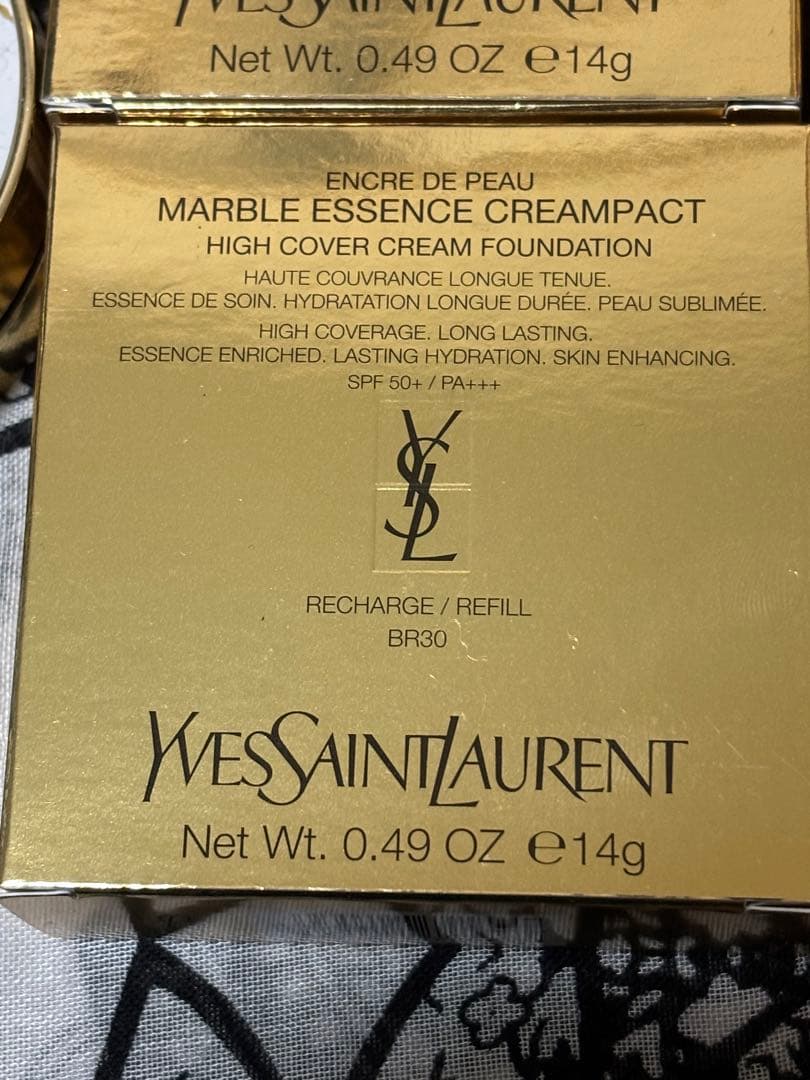 YVESSAINTLAURENT
Net Wt. 0.49 OZ ℮14g
ENCRE DE PEAU
MARBLE ESSENCE CREAMPACT
HIGH COVER CREAM FOUNDATION
HAUTE COUVRANCE LONGUE TENUE.
ESSENCE DE SOIN. HYDRATATION LONGUE DURÉE. PEAU SUBLIMÉE.
HIGH COVERAGE. LONG LASTING.
ESSENCE ENRICHED. LASTING HYDRATION. SKIN ENHANCING.
SPF 50+ / PA+++
YSL
RECHARGE / REFILL
BR30
YVESSAINTLAURENT
Net Wt. 0.49 OZ ℮14g